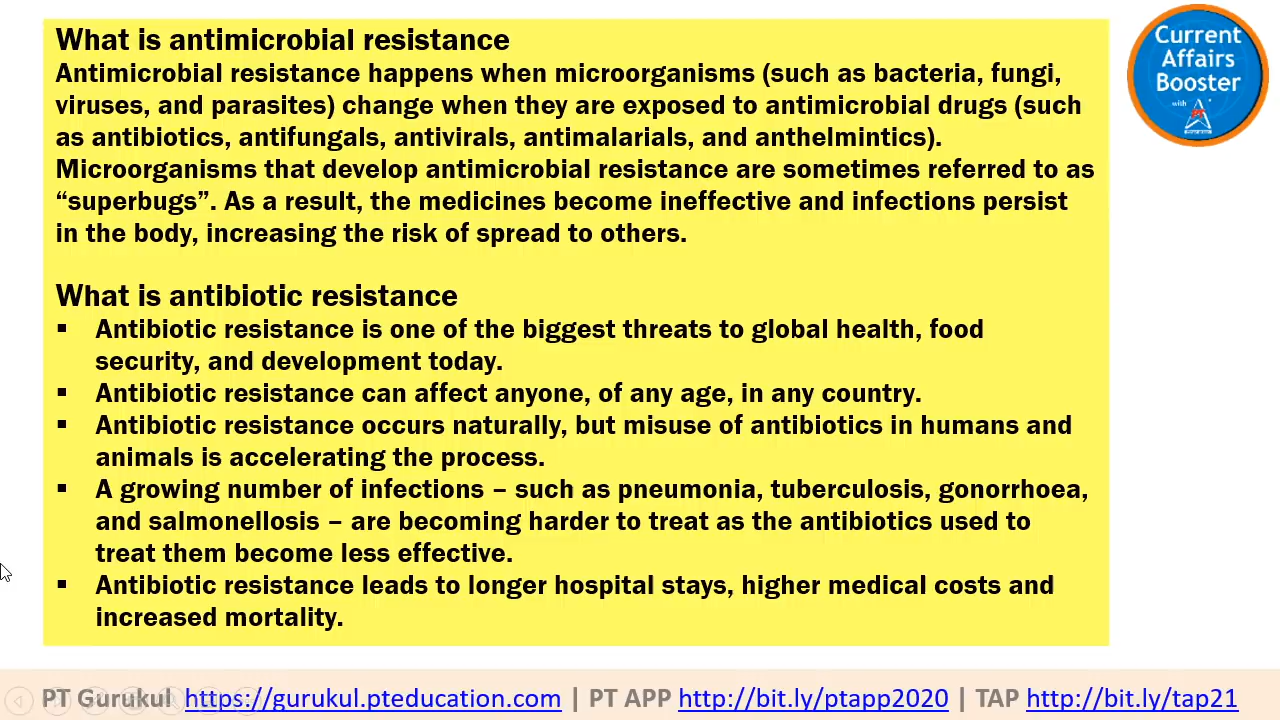 What is antimicrobial resistance
Antimicrobial resistance happens when microorganisms (such as bacteria, fungi,
viruses, and parasites) change when they are exposed to antimicrobial drugs (such
as antibiotics, antifungals, antivirals, antimalarials, and anthelmintics).
Microorganisms that develop antimicrobial resistance are sometimes referred to as
“superbugs”. As a result, the medicines become ineffective and infections persist
in the body, increasing the risk of spread to others.
What is antibiotic resistance
▪ Antibiotic resistance is one of the biggest threats to global health, food
security, and development today.
▪ Antibiotic resistance can affect anyone, of any age, in any country.
▪ Antibiotic resistance occurs naturally, but misuse of antibiotics in humans and
animals is accelerating the process.
▪ A growing number of infections – such as pneumonia, tuberculosis, gonorrhoea,
and salmonellosis – are becoming harder to treat as the antibiotics used to
treat them become less effective.
▪ Antibiotic resistance leads to longer hospital stays, higher medical costs and
increased mortality.
Current
Affairs
Booster
with
PT Gurukul https://gurukul.pteducation.com | PT APP http://bit.ly/ptapp2020 | TAP http://bit.ly/tap21